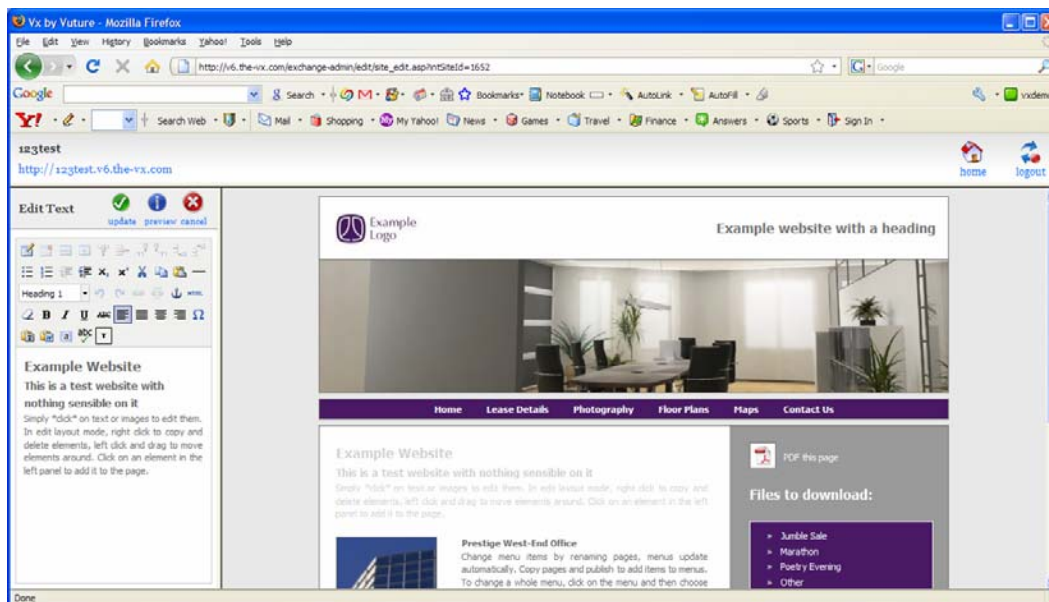 Vx by Vuture - Mozilla Firefox
File Edit View History Bookmarks Yahoo! Tools Help
http://v6.the-vx.com/exchange-admin/edit/site_edit.asp?intSiteId=1652
Google
Google Search Bookmarks Notebook AutoLink AutoFill vxdemo
Y! Search Web Mail Shopping My Yahoo! News Games Travel Finance Answers Sports Sign In
123test
http://123test.v6.the-vx.com
home logout
Edit Text
update preview cancel
Heading 1
HTML
B I U ABC
abc T
Example Website
This is a test website with
nothing sensible on it
Simply "click" on text or images to edit them.
In edit layout mode, right click to copy and
delete elements, left click and drag to move
elements around. Click on an element in the
left panel to add it to the page.
Example
Logo
Example website with a heading
Home Lease Details Photography Floor Plans Maps Contact Us
Example Website
This is a test website with nothing sensible on it
Simply "click" on text or images to edit them. In edit layout mode, right click to copy and
delete elements, left click and drag to move elements around. Click on an element in the left
panel to add it to the page.
Prestige West-End Office
Change menu items by renaming pages, menus update
automatically. Copy pages and publish to add items to menus.
To change a whole menu, click on the menu and then choose
PDF this page
Files to download:
» Jumble Sale
» Marathon
» Poetry Evening
» Other
Done